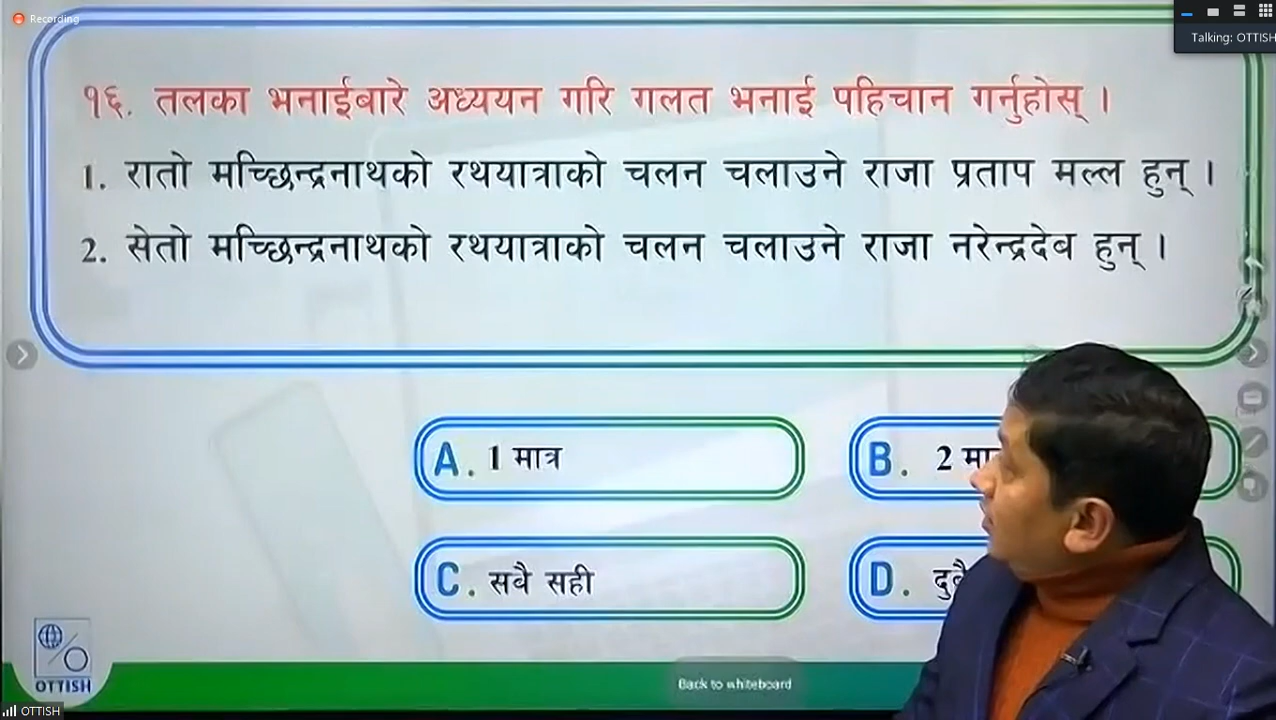 Recording
Talking: OTTISH
१६. तलका भनाईबारे अध्ययन गरि गलत भनाई पहिचान गर्नुहोस् ।
1. रातो मच्छिन्द्रनाथको रथयात्राको चलन चलाउने राजा प्रताप मल्ल हुन् ।
2. सेतो मच्छिन्द्रनाथको रथयात्राको चलन चलाउने राजा नरेन्द्रदेब हुन् ।
A. 1 मात्र
B. 2
C. सबै सही
D.
OTTISH
Back to whiteboard
OTTISH